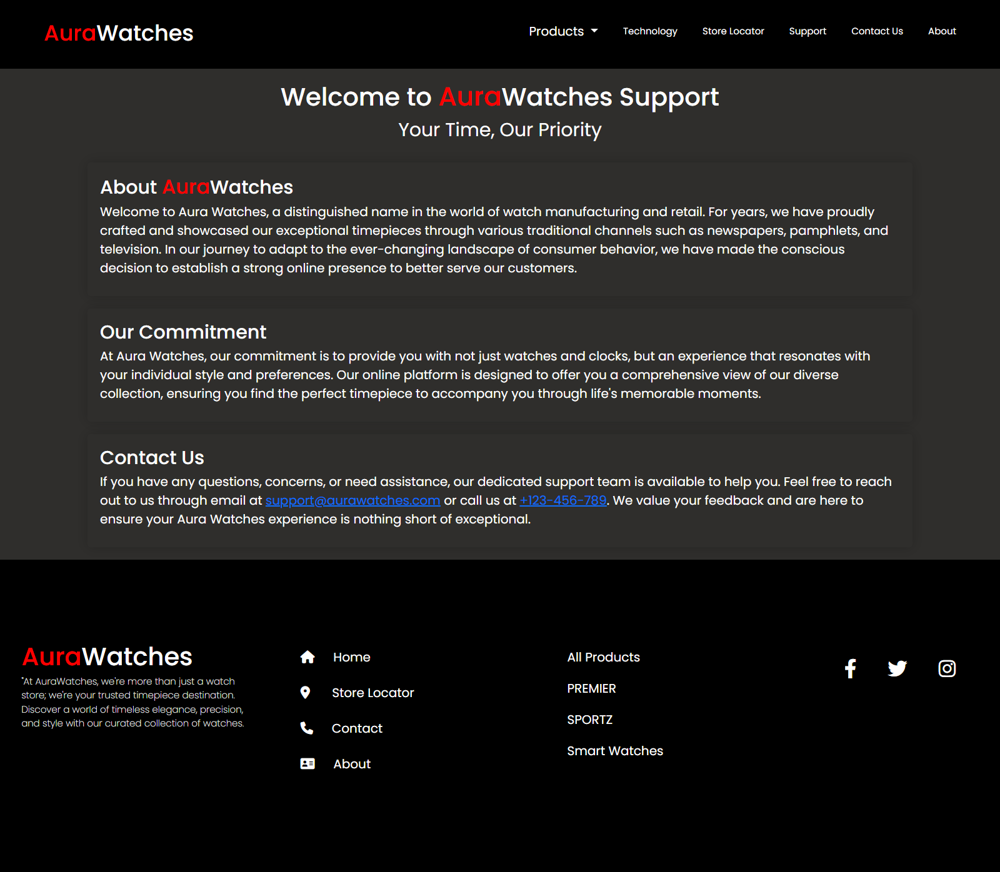 AuraWatches
Products
Technology
Store Locator
Support
Contact Us
About
Welcome to AuraWatches Support
Your Time, Our Priority
About AuraWatches
Welcome to Aura Watches, a distinguished name in the world of watch manufacturing and retail. For years, we have proudly
crafted and showcased our exceptional timepieces through various traditional channels such as newspapers, pamphlets, and
television. In our journey to adapt to the ever-changing landscape of consumer behavior, we have made the conscious
decision to establish a strong online presence to better serve our customers.
Our Commitment
At Aura Watches, our commitment is to provide you with not just watches and clocks, but an experience that resonates with
your individual style and preferences. Our online platform is designed to offer you a comprehensive view of our diverse
collection, ensuring you find the perfect timepiece to accompany you through life's memorable moments.
Contact Us
If you have any questions, concerns, or need assistance, our dedicated support team is available to help you. Feel free to reach
out to us through email at support@aurawatches.com or call us at +123-456-789. We value your feedback and are here to
ensure your Aura Watches experience is nothing short of exceptional.
AuraWatches
"At AuraWatches, we're more than just a watch
store; we're your trusted timepiece destination.
Discover a world of timeless elegance, precision,
and style with our curated collection of watches.
Home
Store Locator
Contact
About
All Products
PREMIER
SPORTZ
Smart Watches